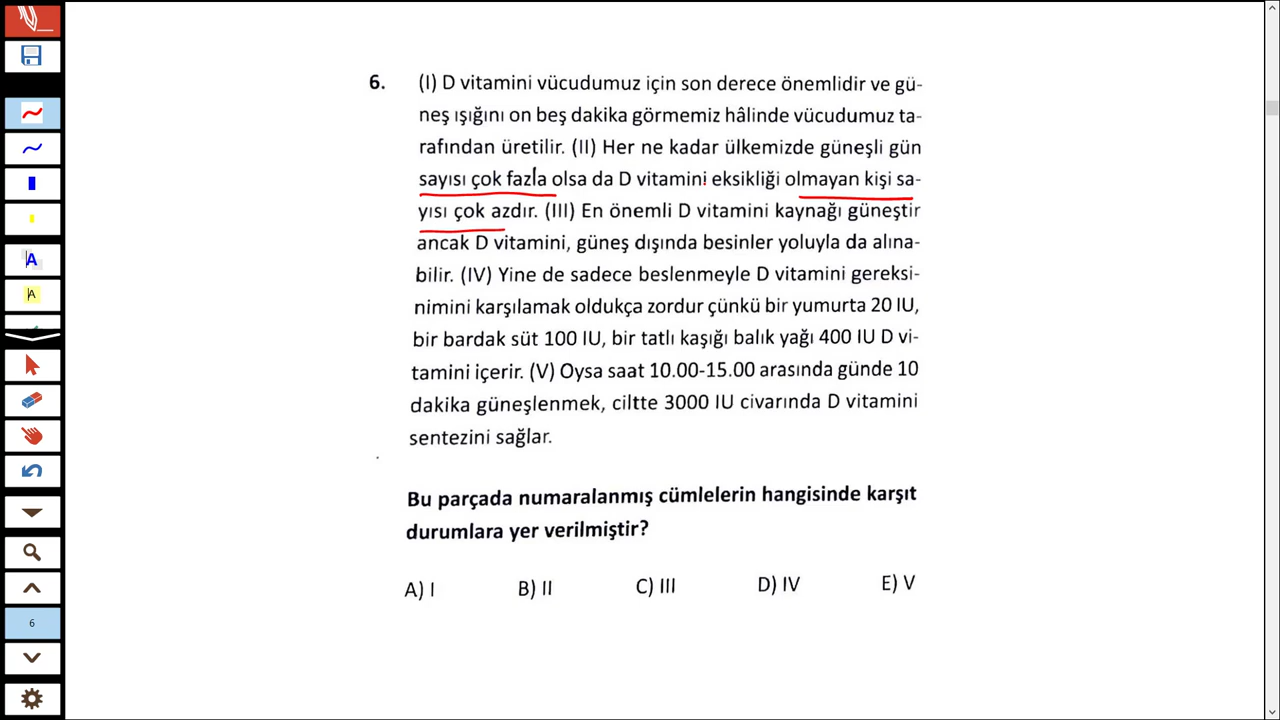 6. (I) D vitamini vücudumuz için son derece önemlidir ve gü-
neş ışığını on beş dakika görmemiz hâlinde vücudumuz ta-
rafından üretilir. (II) Her ne kadar ülkemizde güneşli gün
sayısı çok fazla olsa da D vitamini eksikliği olmayan kişi sa-
yısı çok azdır. (III) En önemli D vitamini kaynağı güneştir
ancak D vitamini, güneş dışında besinler yoluyla da alına-
bilir. (IV) Yine de sadece beslenmeyle D vitamini gereksi-
nimini karşılamak oldukça zordur çünkü bir yumurta 20 IU,
bir bardak süt 100 IU, bir tatlı kaşığı balık yağı 400 IU D vi-
tamini içerir. (V) Oysa saat 10.00-15.00 arasında günde 10
dakika güneşlenmek, ciltte 3000 IU civarında D vitamini
sentezini sağlar.
Bu parçada numaralanmış cümlelerin hangisinde karşıt
durumlara yer verilmiştir?
A) I B) II C) III D) IV E) V
A
A
6